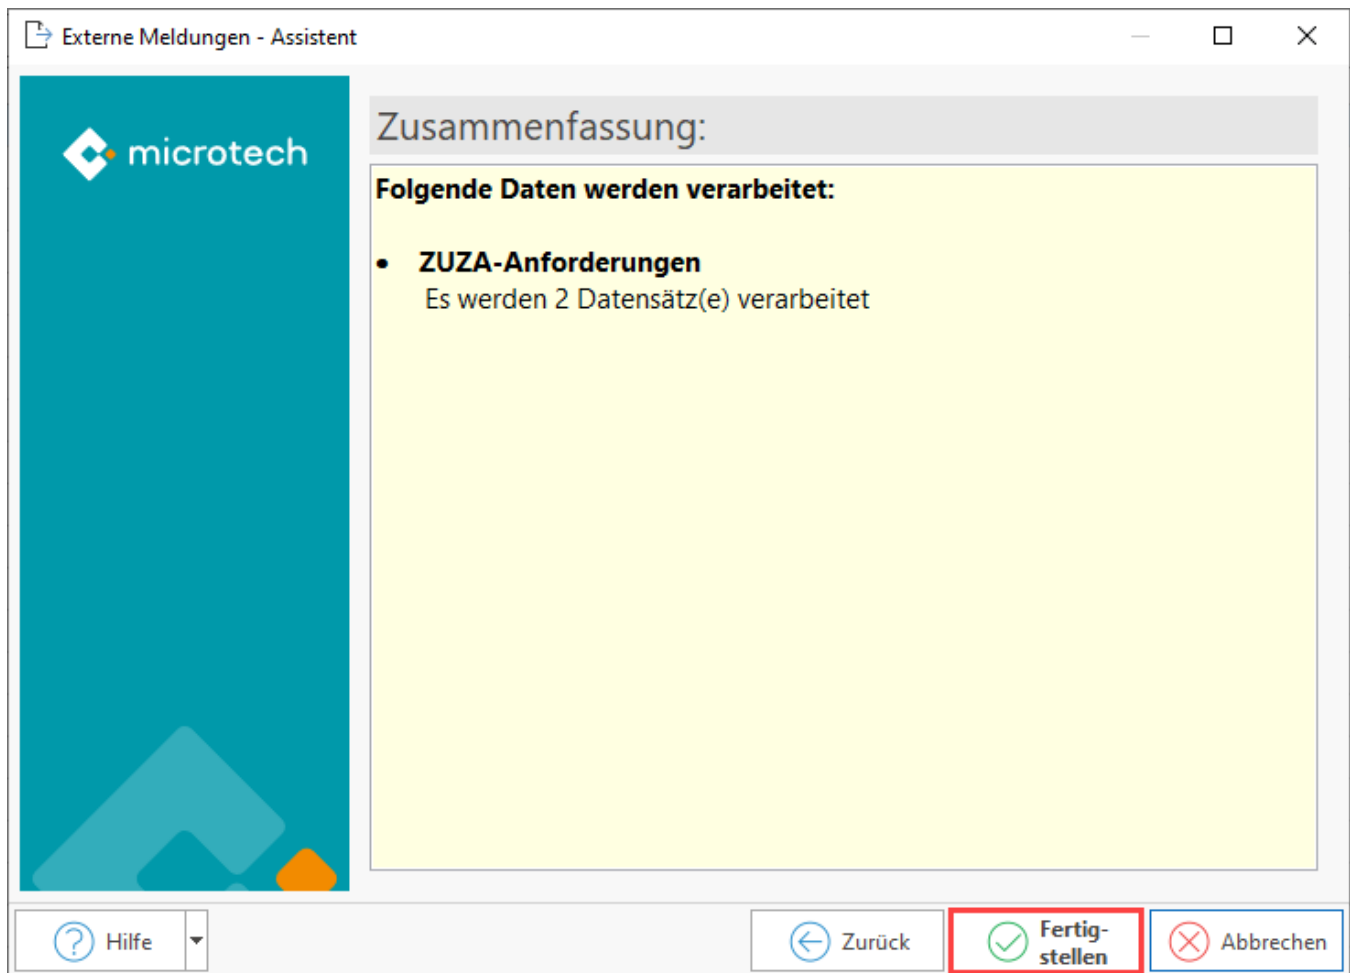 Externe Meldungen - Assistent
microtech
Zusammenfassung:
Folgende Daten werden verarbeitet:
• ZUZA-Anforderungen
Es werden 2 Datensätz(e) verarbeitet
Hilfe
Zurück
Fertig-
stellen
Abbrechen